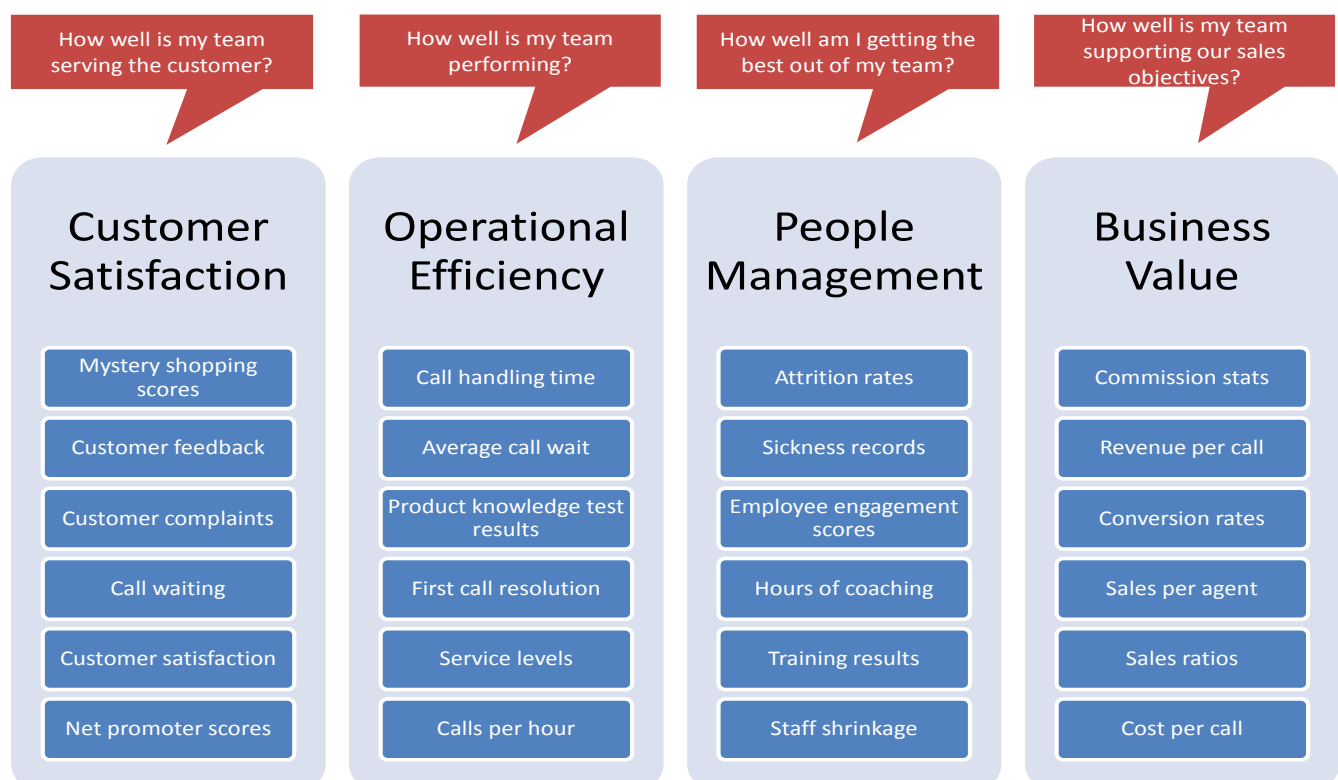 How well is my team
serving the customer?
How well is my team
performing?
How well am I getting the
best out of my team?
How well is my team
supporting our sales
objectives?
Customer
Satisfaction
Mystery shopping
scores
Customer feedback
Customer complaints
Call waiting
Customer satisfaction
Net promoter scores
Operational
Efficiency
Call handling time
Average call wait
Product knowledge test
results
First call resolution
Service levels
Calls per hour
People
Management
Attrition rates
Sickness records
Employee engagement
scores
Hours of coaching
Training results
Staff shrinkage
Business
Value
Commission stats
Revenue per call
Conversion rates
Sales per agent
Sales ratios
Cost per call